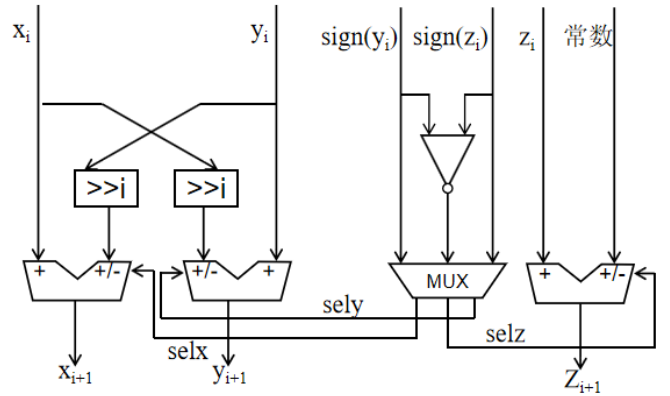 xᵢ yᵢ sign(yᵢ) sign(zᵢ) zᵢ 常数
>>i >>i
+ +/- +/- + MUX + +/-
sely
selx selz
xᵢ₊₁ yᵢ₊₁ Zᵢ₊₁